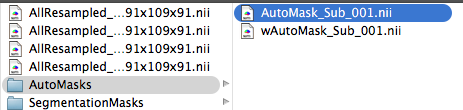 AllResampled_...91x109x91.nii
AllResampled_...91x109x91.nii
AllResampled_...91x109x91.nii
AllResampled_...91x109x91.nii
AutoMasks
SegmentationMasks
AutoMask_Sub_001.nii
wAutoMask_Sub_001.nii